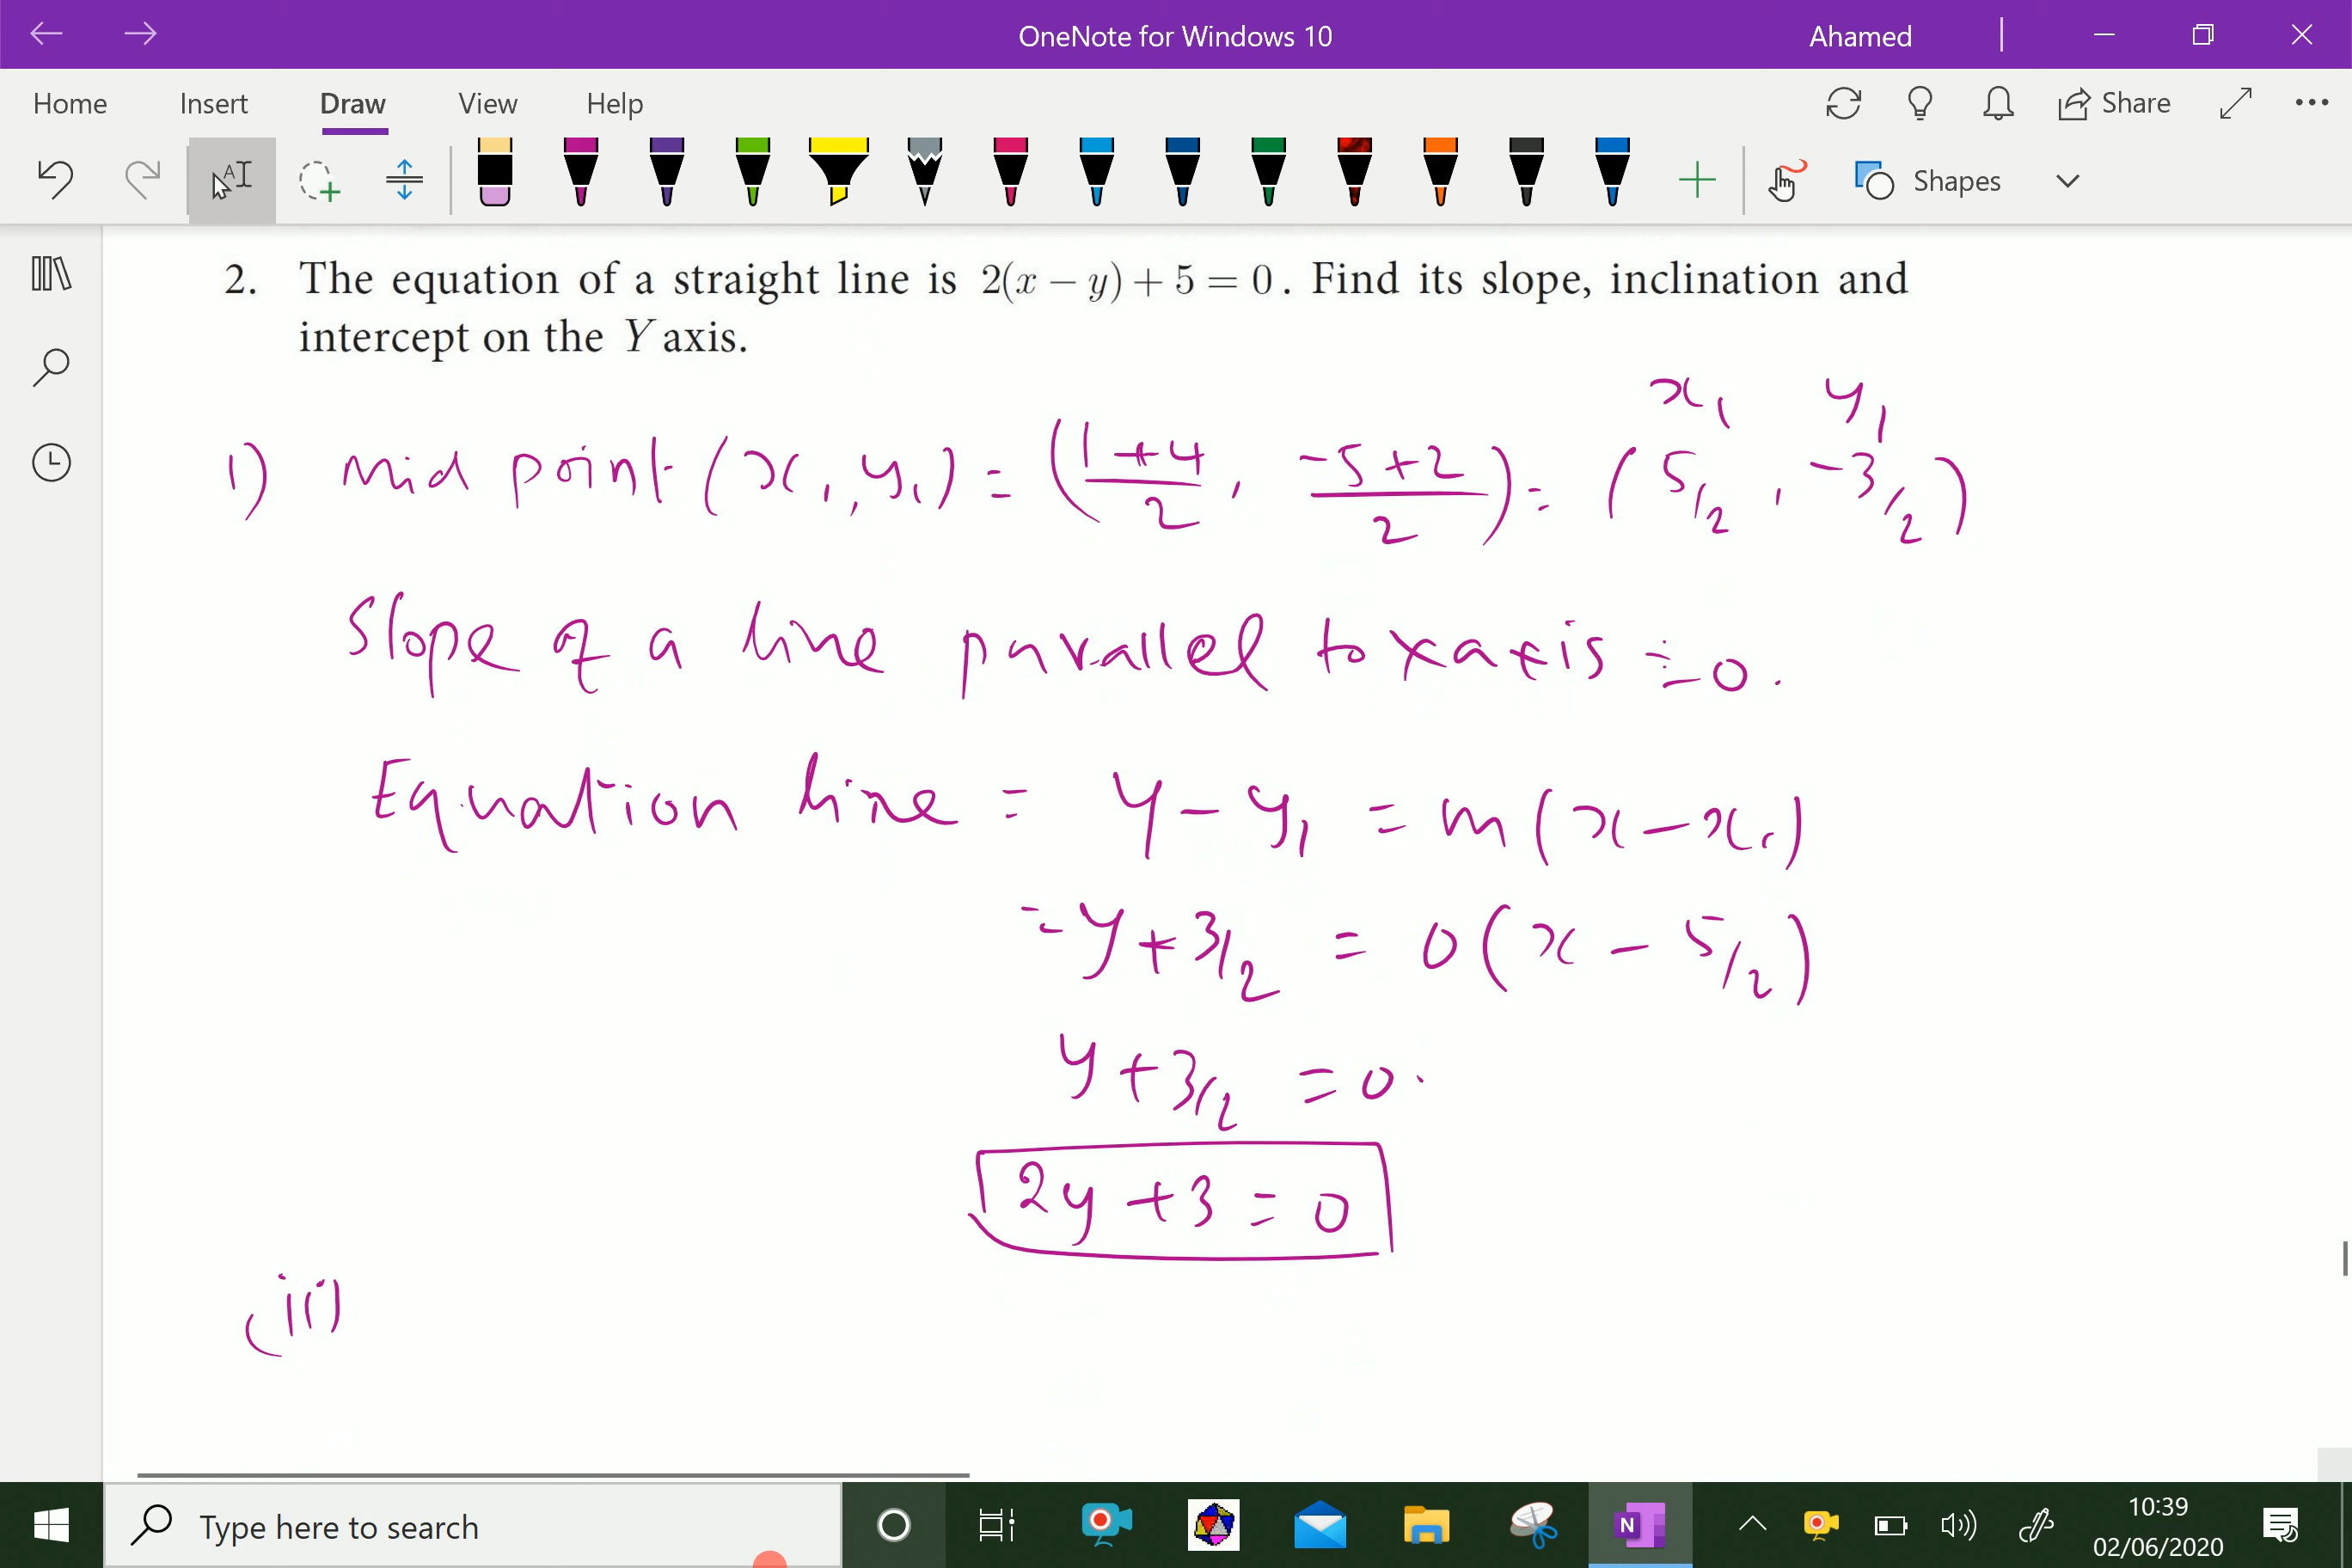 OneNote for Windows 10
Ahamed
Home Insert Draw View Help
Share
Shapes
2. The equation of a straight line is 2(x − y) + 5 = 0. Find its slope, inclination and
intercept on the Y axis.
x₁ y₁
1) Mid point (x₁, y₁) = (1+4/2, -5+2/2) = (5/2, -3/2)
Slope of a line parallel to x axis = 0.
Equation line = y - y₁ = m(x - x₁)
= y + 3/2 = 0(x - 5/2)
y + 3/2 = 0.
2y + 3 = 0
(ii)
Type here to search
N
10:39
02/06/2020